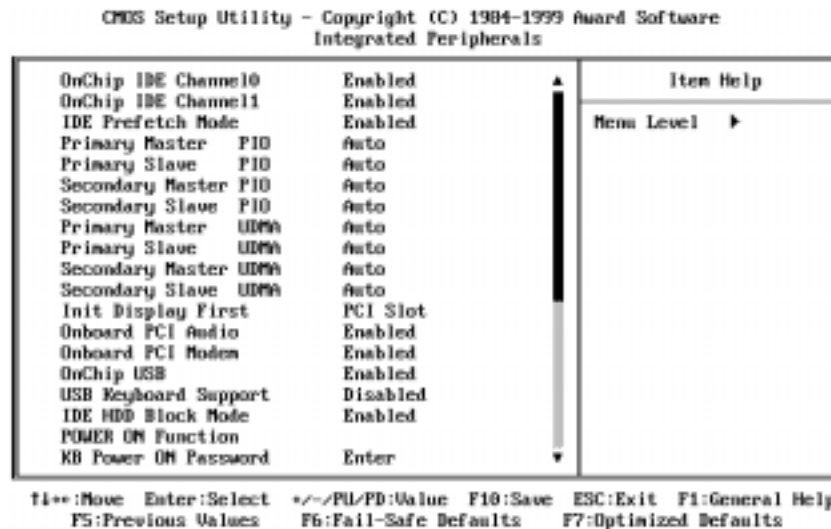 CMOS Setup Utility - Copyright (C) 1984-1999 Award Software
Integrated Peripherals
OnChip IDE Channel0 Enabled
OnChip IDE Channel1 Enabled
IDE Prefetch Mode Enabled
Primary Master PIO Auto
Primary Slave PIO Auto
Secondary Master PIO Auto
Secondary Slave PIO Auto
Primary Master UDMA Auto
Primary Slave UDMA Auto
Secondary Master UDMA Auto
Secondary Slave UDMA Auto
Init Display First PCI Slot
Onboard PCI Audio Enabled
Onboard PCI Modem Enabled
OnChip USB Enabled
USB Keyboard Support Disabled
IDE HDD Block Mode Enabled
POWER ON Function
KB Power ON Password Enter
Item Help
Menu Level ▶
↑↓←→:Move Enter:Select +/-/PU/PD:Value F10:Save ESC:Exit F1:General Help
F5:Previous Values F6:Fail-Safe Defaults F7:Optimized Defaults